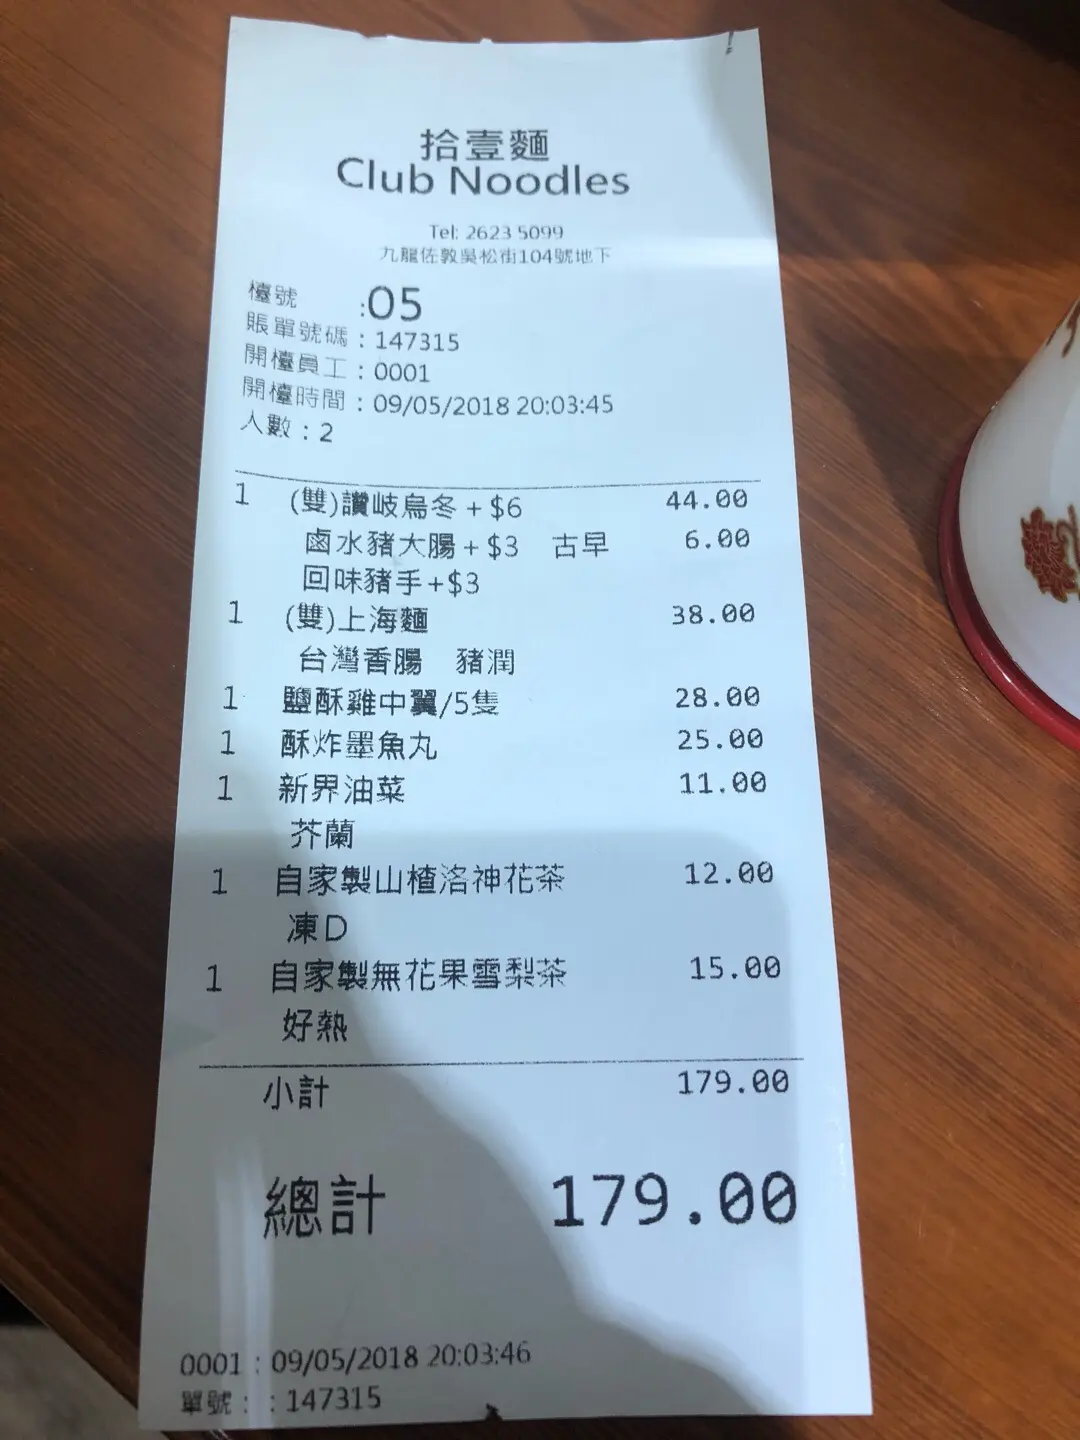 拾壹麵
Club Noodles
Tel: 2623 5099
九龍佐敦吳松街104號地下
檯號 :05
賬單號碼 : 147315
開檯員工 : 0001
開檯時間 : 09/05/2018 20:03:45
人數 : 2
1 (雙)讚岐烏冬+$6 44.00
鹵水豬大腸+$3 古早 6.00
回味豬手+$3
1 (雙)上海麵 38.00
台灣香腸 豬潤
1 鹽酥雞中翼/5隻 28.00
1 酥炸墨魚丸 25.00
1 新界油菜 11.00
芥蘭
1 自家製山楂洛神花茶 12.00
凍D
1 自家製無花果雪梨茶 15.00
好熱
小計 179.00
總計 179.00
0001 : 09/05/2018 20:03:46
單號: : 147315